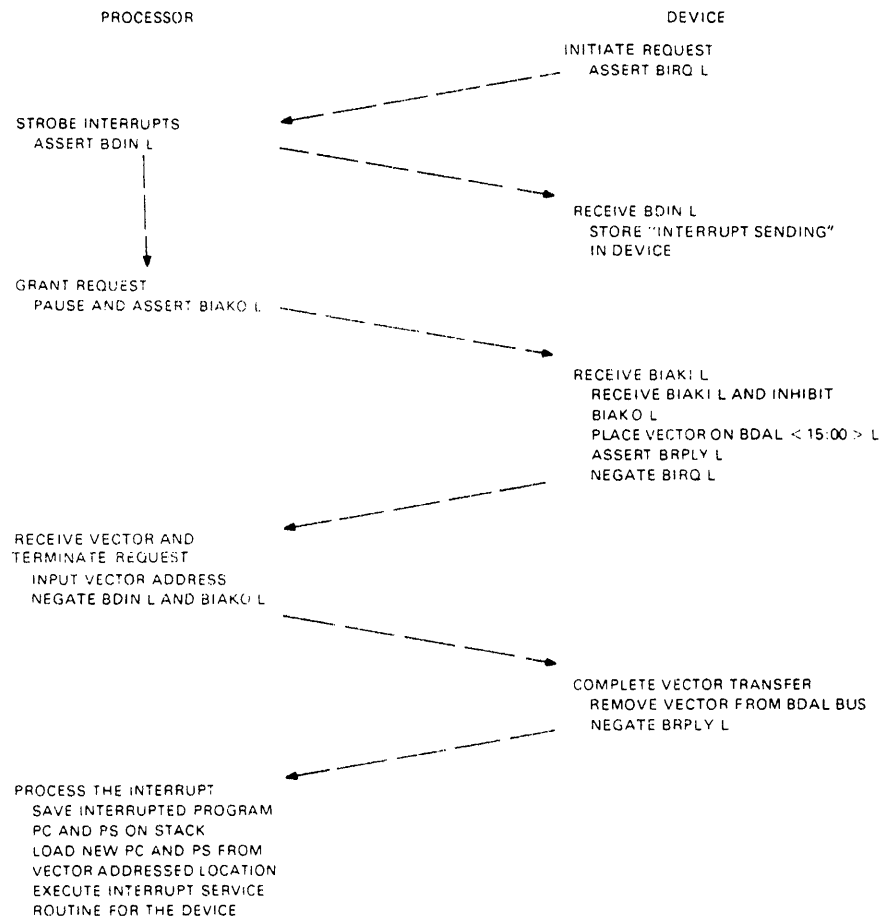 PROCESSOR
DEVICE
INITIATE REQUEST
ASSERT BIRQ L
STROBE INTERRUPTS
ASSERT BDIN L
RECEIVE BDIN L
STORE "INTERRUPT SENDING"
IN DEVICE
GRANT REQUEST
PAUSE AND ASSERT BIAKO L
RECEIVE BIAKI L
RECEIVE BIAKI L AND INHIBIT
BIAKO L
PLACE VECTOR ON BDAL < 15:00 > L
ASSERT BRPLY L
NEGATE BIRQ L
RECEIVE VECTOR AND
TERMINATE REQUEST
INPUT VECTOR ADDRESS
NEGATE BDIN L AND BIAKO L
COMPLETE VECTOR TRANSFER
REMOVE VECTOR FROM BDAL BUS
NEGATE BRPLY L
PROCESS THE INTERRUPT
SAVE INTERRUPTED PROGRAM
PC AND PS ON STACK
LOAD NEW PC AND PS FROM
VECTOR ADDRESSED LOCATION
EXECUTE INTERRUPT SERVICE
ROUTINE FOR THE DEVICE